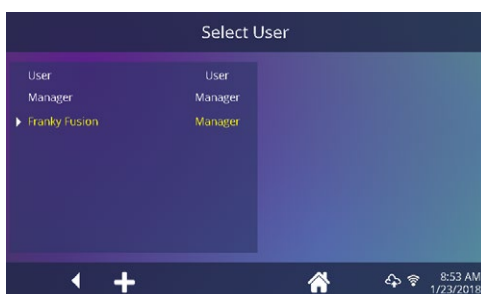 Select User
User User
Manager Manager
Franky Fusion Manager
8:53 AM
1/23/2018